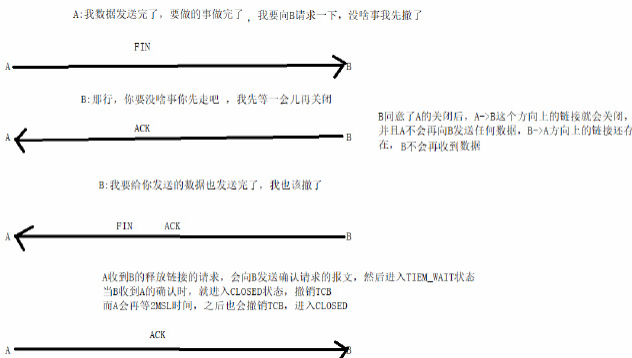 A:我数据发送完了，要做的事做完了，我要向B请求一下，没啥事我先撤了
FIN
A
B
B:那行，你要没啥事你先走吧 ，我先等一会儿再关闭
ACK
A
B
B同意了A的关闭后，A->B这个方向上的链接就会关闭，
并且A不会再向B发送任何数据，B->A方向上的链接还存
在，B不会再收到数据
B:我要给你发送的数据也发送完了，我也该撤了
FIN ACK
A
B
A收到B的释放链接的请求，会向B发送确认请求的报文，然后进入TIEM_WAIT状态
当B收到A的确认时，就进入CLOSED状态，撤销TCB
而A会再等2MSL时间，之后也会撤销TCB，进入CLOSED
ACK
A
B